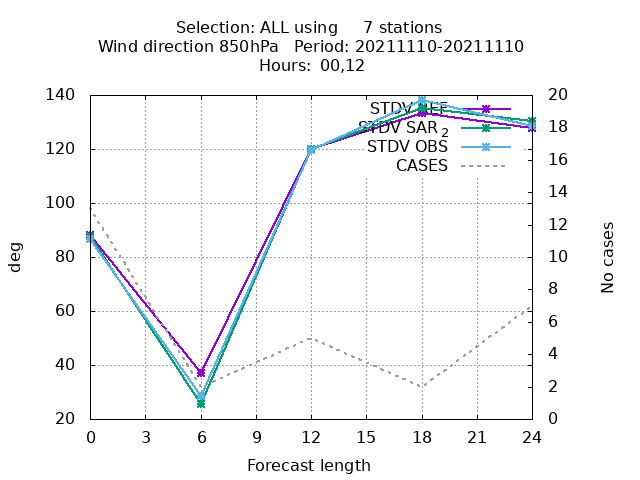 Selection: ALL using 7 stations
Wind direction 850hPa Period: 20211110-20211110
Hours: 00,12
140
120
100
80
60
40
20
deg
20
18
16
14
12
10
8
6
4
2
0
No cases
STDV REF
STDV SAR 2
STDV OBS
CASES
0 3 6 9 12 15 18 21 24
Forecast length